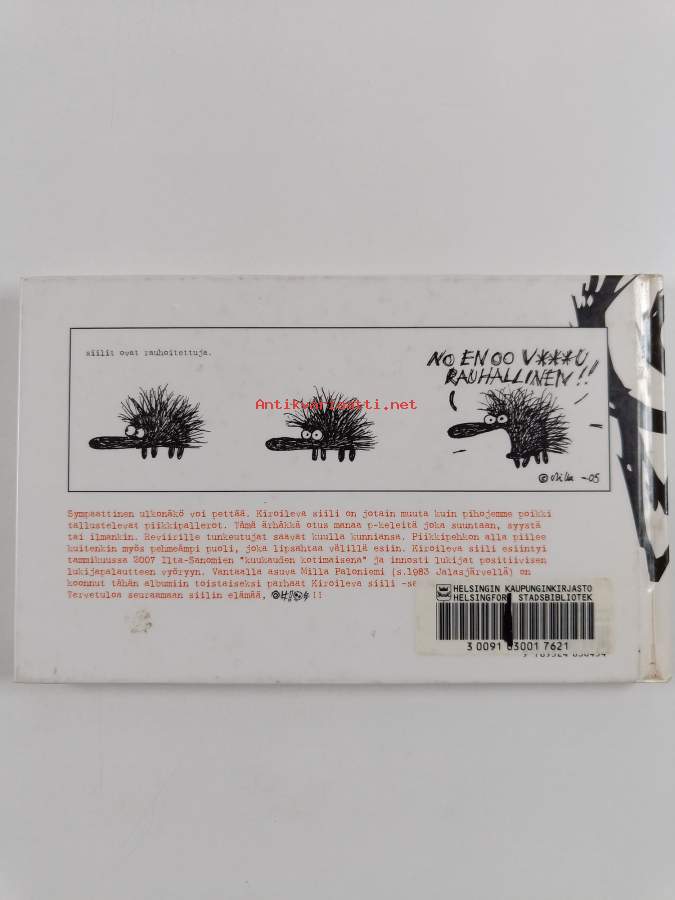 siilit ovat rauhoitettuja.
NO EN OO V***U
RAUHALLINEN!!
Antikvariaatti.net
©Milla -05
Sympaattinen ulkonäkö voi pettää. Kiroileva siili on jotain muuta kuin pihojemme poikki
tallustelevat piikkipallerot. Tämä ärhäkkä otus manaa p-keleitä joka suuntaan, syystä
tai ilmankin. Reviirille tunkeutujat saavat kuulla kunniansa. Piikkipehkon alla piilee
kuitenkin myös pehmeämpi puoli, joka lipsahtaa välillä esiin. Kiroileva siili esiintyi
tammikuussa 2007 Ilta-Sanomien "kuukauden kotimaisena" ja innosti lukijat positiivisen
lukijapalautteen vyöryyn. Vantaalla asuva Milla Paloniemi (s.1983 Jalasjärvellä) on
koonnut tähän albumiin toistaiseksi parhaat Kiroileva siili -se
Tervetuloa seuraamaan siilin elämää, !!
HELSINGIN KAUPUNGINKIRJASTO
HELSINGFORS STADSBIBLIOTEK
3 0091 03001 7621